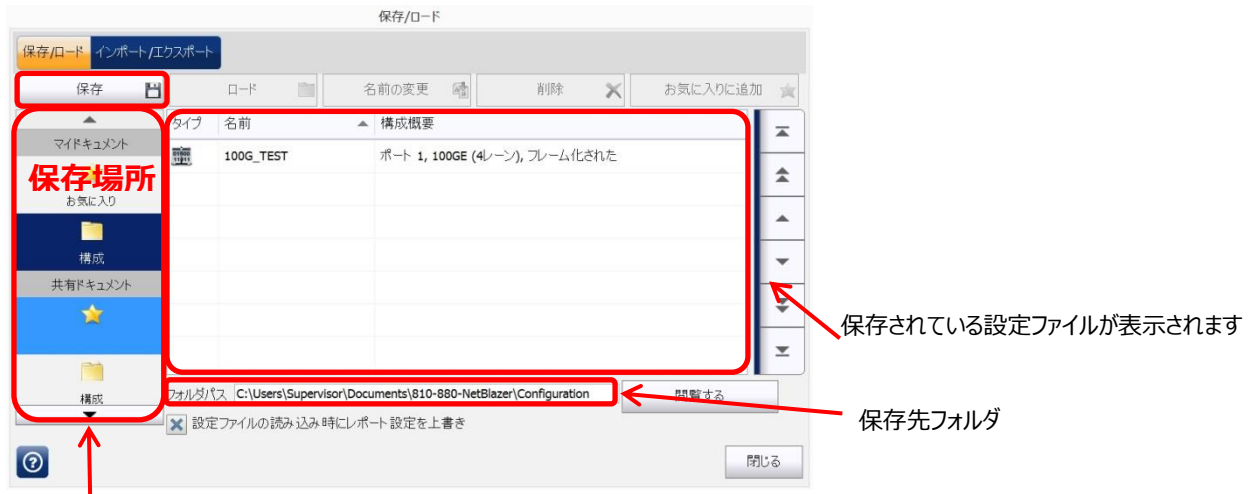 保存/ロード
保存/ロード インポート/エクスポート
保存 ロード 名前の変更 削除 お気に入りに追加
タイプ 名前 構成概要
マイドキュメント
100G_TEST ポート 1, 100GE (4レーン), フレーム化された
保存場所
お気に入り
構成
共有ドキュメント
保存されている設定ファイルが表示されます
構成
フォルダパス C:\Users\Supervisor\Documents\810-880-NetBlazer\Configuration 閲覧する
保存先フォルダ
設定ファイルの読み込み時にレポート設定を上書き
閉じる